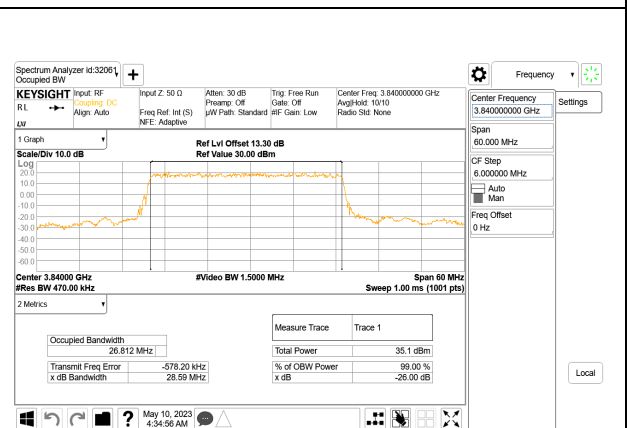 Spectrum Analyzer id:32061
Occupied BW
Frequency
KEYSIGHT
R L
LXI
Input: RF
Coupling: DC
Align: Auto
Input Z: 50 Ω
Freq Ref: Int (S)
NFE: Adaptive
Atten: 30 dB
Preamp: Off
µW Path: Standard
Trig: Free Run
Gate: Off
#IF Gain: Low
Center Freq: 3.840000000 GHz
Avg|Hold: 10/10
Radio Std: None
Center Frequency
3.840000000 GHz
Settings
Span
60.000 MHz
CF Step
6.000000 MHz
Auto
Man
Freq Offset
0 Hz
Local
1 Graph
Scale/Div 10.0 dB
Ref Lvl Offset 13.30 dB
Ref Value 30.00 dBm
Log
20.0
10.0
0.00
-10.0
-20.0
-30.0
-40.0
-50.0
-60.0
Center 3.84000 GHz
#Video BW 1.5000 MHz
Span 60 MHz
#Res BW 470.00 kHz
Sweep 1.00 ms (1001 pts)
2 Metrics
Measure Trace Trace 1
Occupied Bandwidth
26.812 MHz
Total Power 35.1 dBm
Transmit Freq Error -578.20 kHz
% of OBW Power 99.00 %
x dB Bandwidth 28.59 MHz
x dB -26.00 dB
May 10, 2023
4:34:56 AM